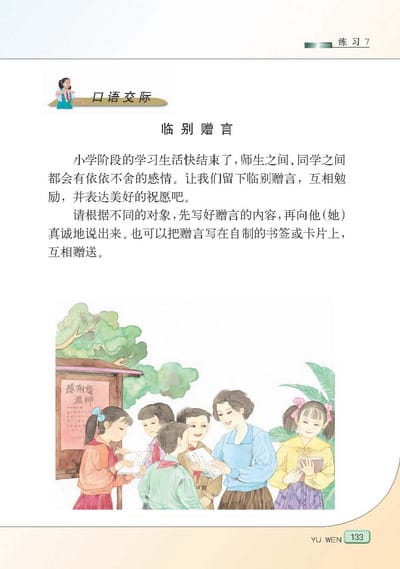 练习 7
口语交际
临别赠言
小学阶段的学习生活快结束了，师生之间、同学之间
都会有依依不舍的感情。让我们留下临别赠言，互相勉
励，并表达美好的祝愿吧。
请根据不同的对象，先写好赠言的内容，再向他（她）
真诚地说出来。也可以把赠言写在自制的书签或卡片上，
互相赠送。
感谢您
老师
YU WEN 133